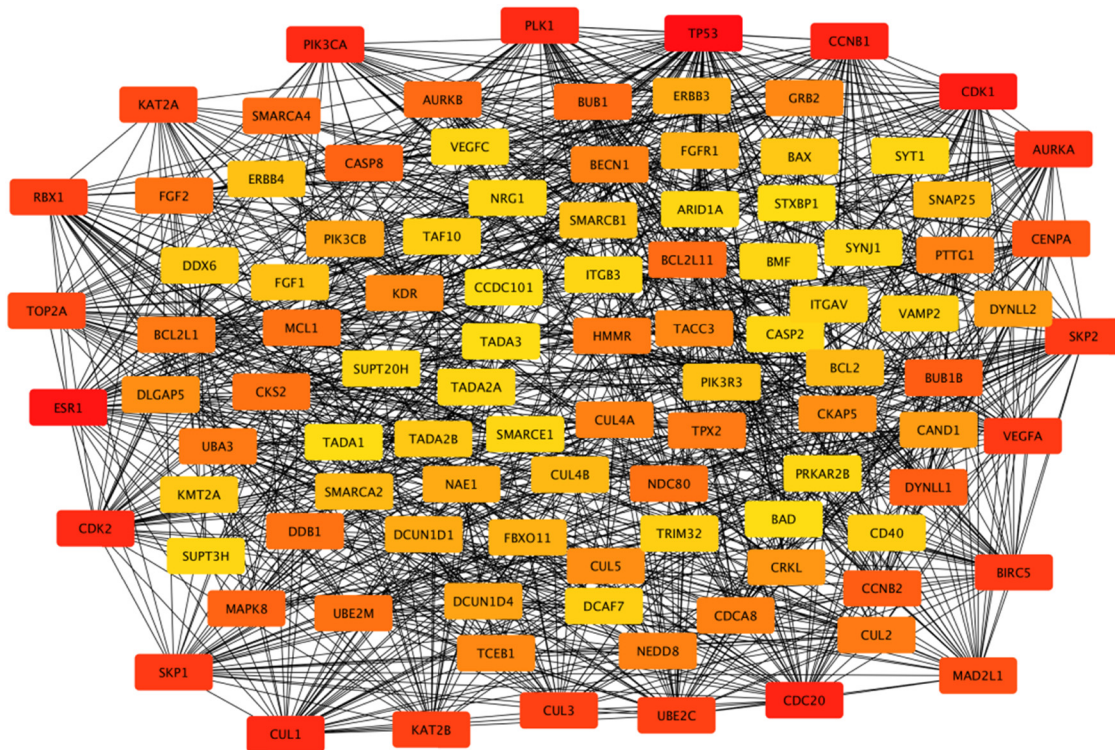 PLK1
TP53
PIK3CA
CCNB1
CDK1
KAT2A
SMARCA4
AURKB
BUB1
ERBB3
GRB2
AURKA
VEGFC
CASP8
BECN1
FGFR1
BAX
SYT1
RBX1
FGF2
ERBB4
NRG1
ARID1A
STXBP1
SNAP25
CENPA
PIK3CB
TAF10
SMARCB1
SYNJ1
PTTG1
DDX6
FGF1
KDR
CCDC101
ITGB3
BCL2L11
BMF
TOP2A
BCL2L1
MCL1
TADA3
HMMR
TACC3
ITGAV
CASP2
VAMP2
DYNLL2
SKP2
ESR1
DLGAP5
CKS2
SUPT20H
TADA2A
PIK3R3
BCL2
BUB1B
UBA3
TADA1
TADA2B
SMARCE1
CUL4A
TPX2
CKAP5
CAND1
VEGFA
CDK2
KMT2A
SMARCA2
NAE1
CUL4B
NDC80
PRKAR2B
DYNLL1
SUPT3H
DDB1
DCUN1D1
FBXO11
TRIM32
BAD
CD40
CUL5
CRKL
BIRC5
MAPK8
UBE2M
DCUN1D4
DCAF7
CDCA8
CCNB2
SKP1
TCEB1
NEDD8
CUL2
MAD2L1
CUL1
KAT2B
CUL3
UBE2C
CDC20